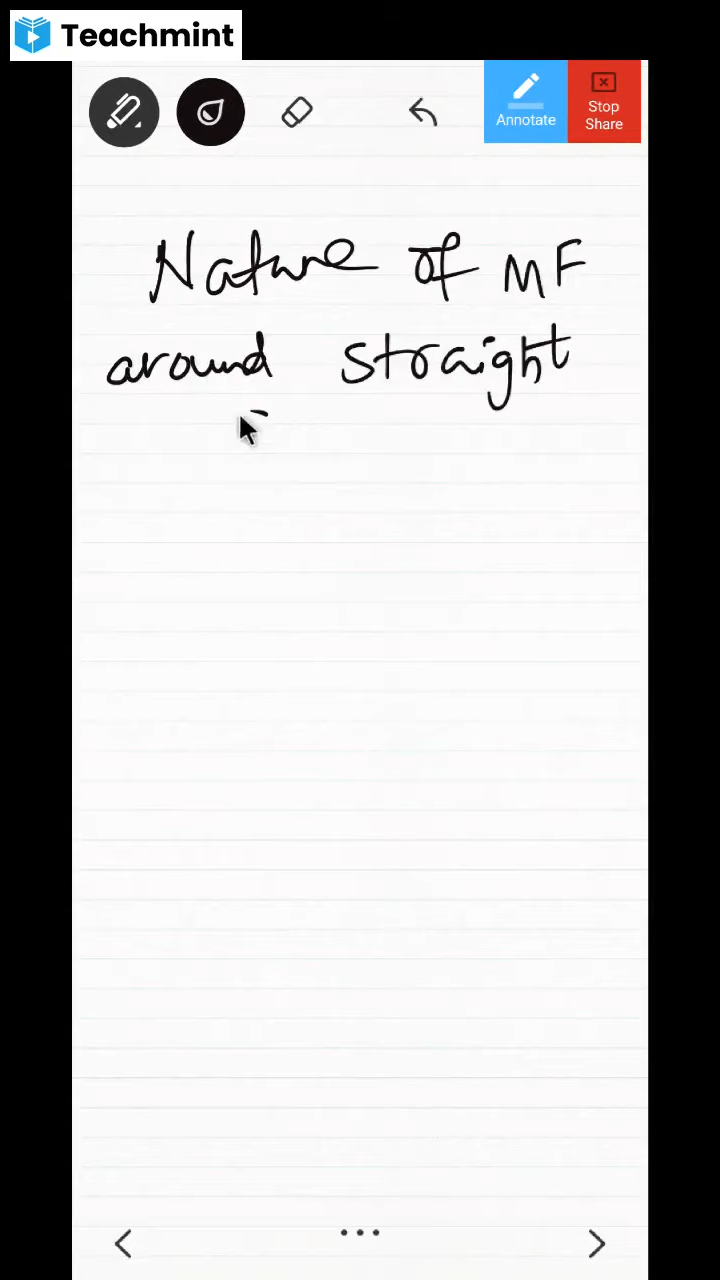 Teachmint
Annotate
Stop
Share
Nature of MF
around straight